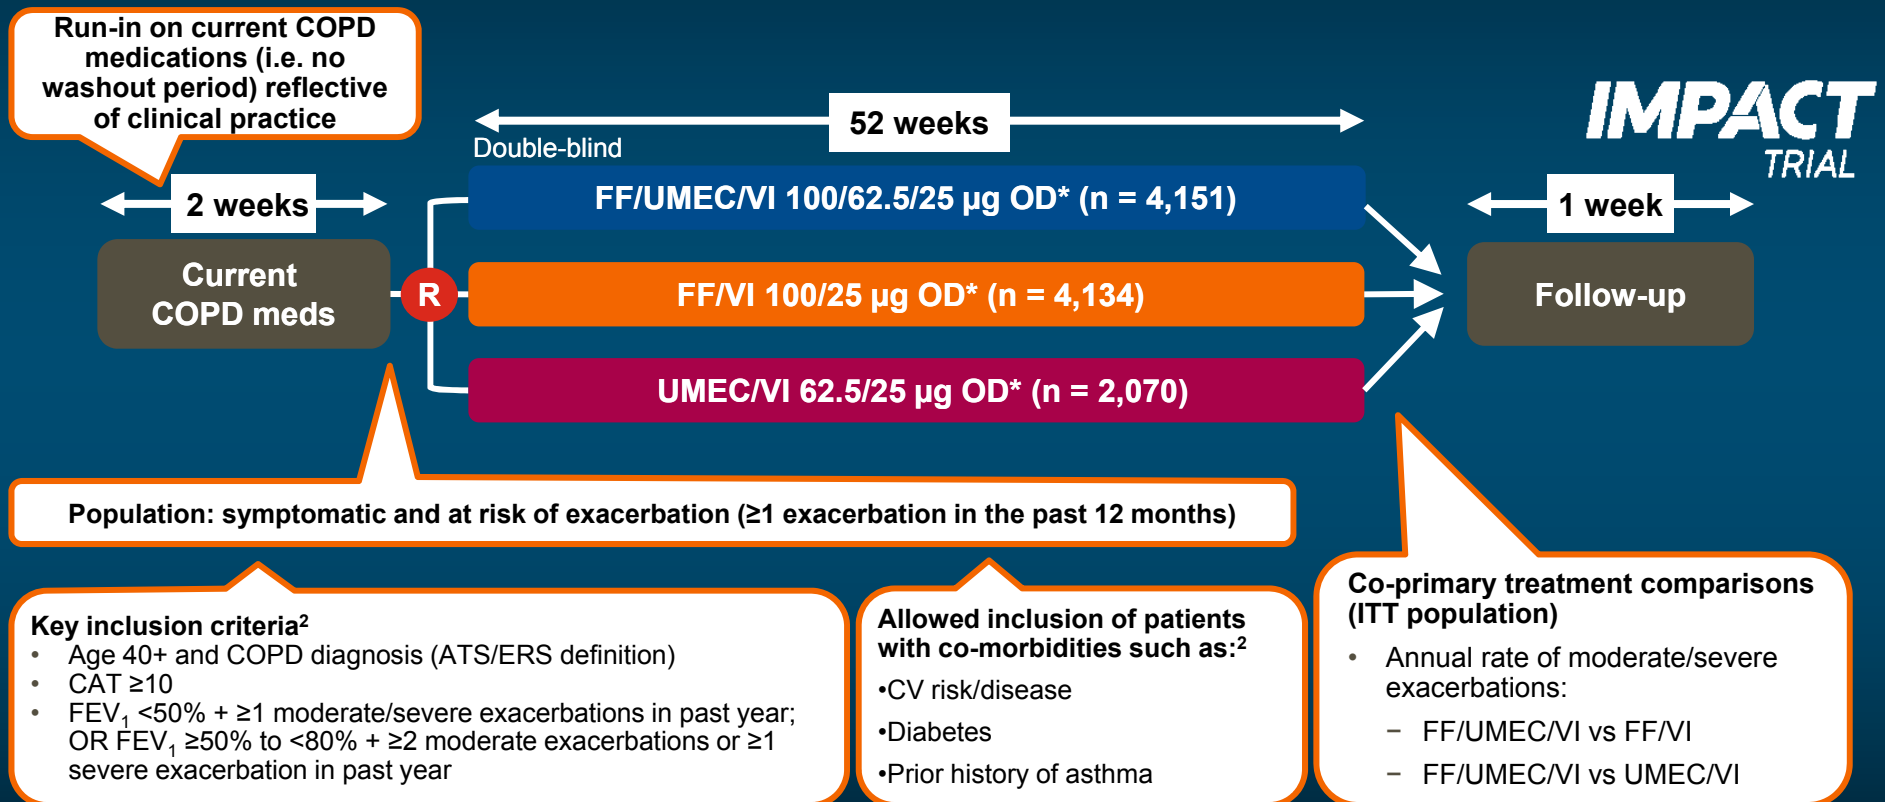 Run-in on current COPD
medications (i.e. no
washout period) reflective
of clinical practice
IMPACT
TRIAL
52 weeks
Double-blind
2 weeks
1 week
FF/UMEC/VI 100/62.5/25 µg OD* (n = 4,151)
Current
COPD meds
R
FF/VI 100/25 µg OD* (n = 4,134)
Follow-up
UMEC/VI 62.5/25 µg OD* (n = 2,070)
Population: symptomatic and at risk of exacerbation (≥1 exacerbation in the past 12 months)
Key inclusion criteria²
• Age 40+ and COPD diagnosis (ATS/ERS definition)
• CAT ≥10
• FEV₁ <50% + ≥1 moderate/severe exacerbations in past year;
OR FEV₁ ≥50% to <80% + ≥2 moderate exacerbations or ≥1
severe exacerbation in past year
Allowed inclusion of patients
with co-morbidities such as:²
•CV risk/disease
•Diabetes
•Prior history of asthma
Co-primary treatment comparisons
(ITT population)
• Annual rate of moderate/severe
exacerbations:
− FF/UMEC/VI vs FF/VI
− FF/UMEC/VI vs UMEC/VI